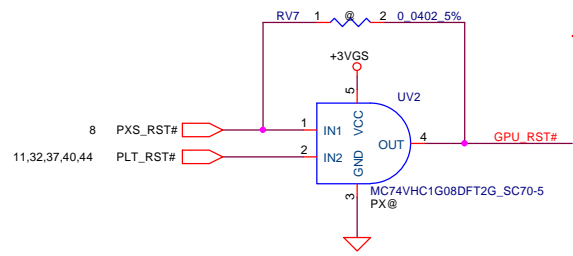 RV7 1 @ 2 0_0402_5%
+3VGS
5
UV2
8 PXS_RST# 1 IN1 VCC
OUT 4 GPU_RST#
11,32,37,40,44 PLT_RST# 2 IN2
GND
3
MC74VHC1G08DFT2G_SC70-5
PX@